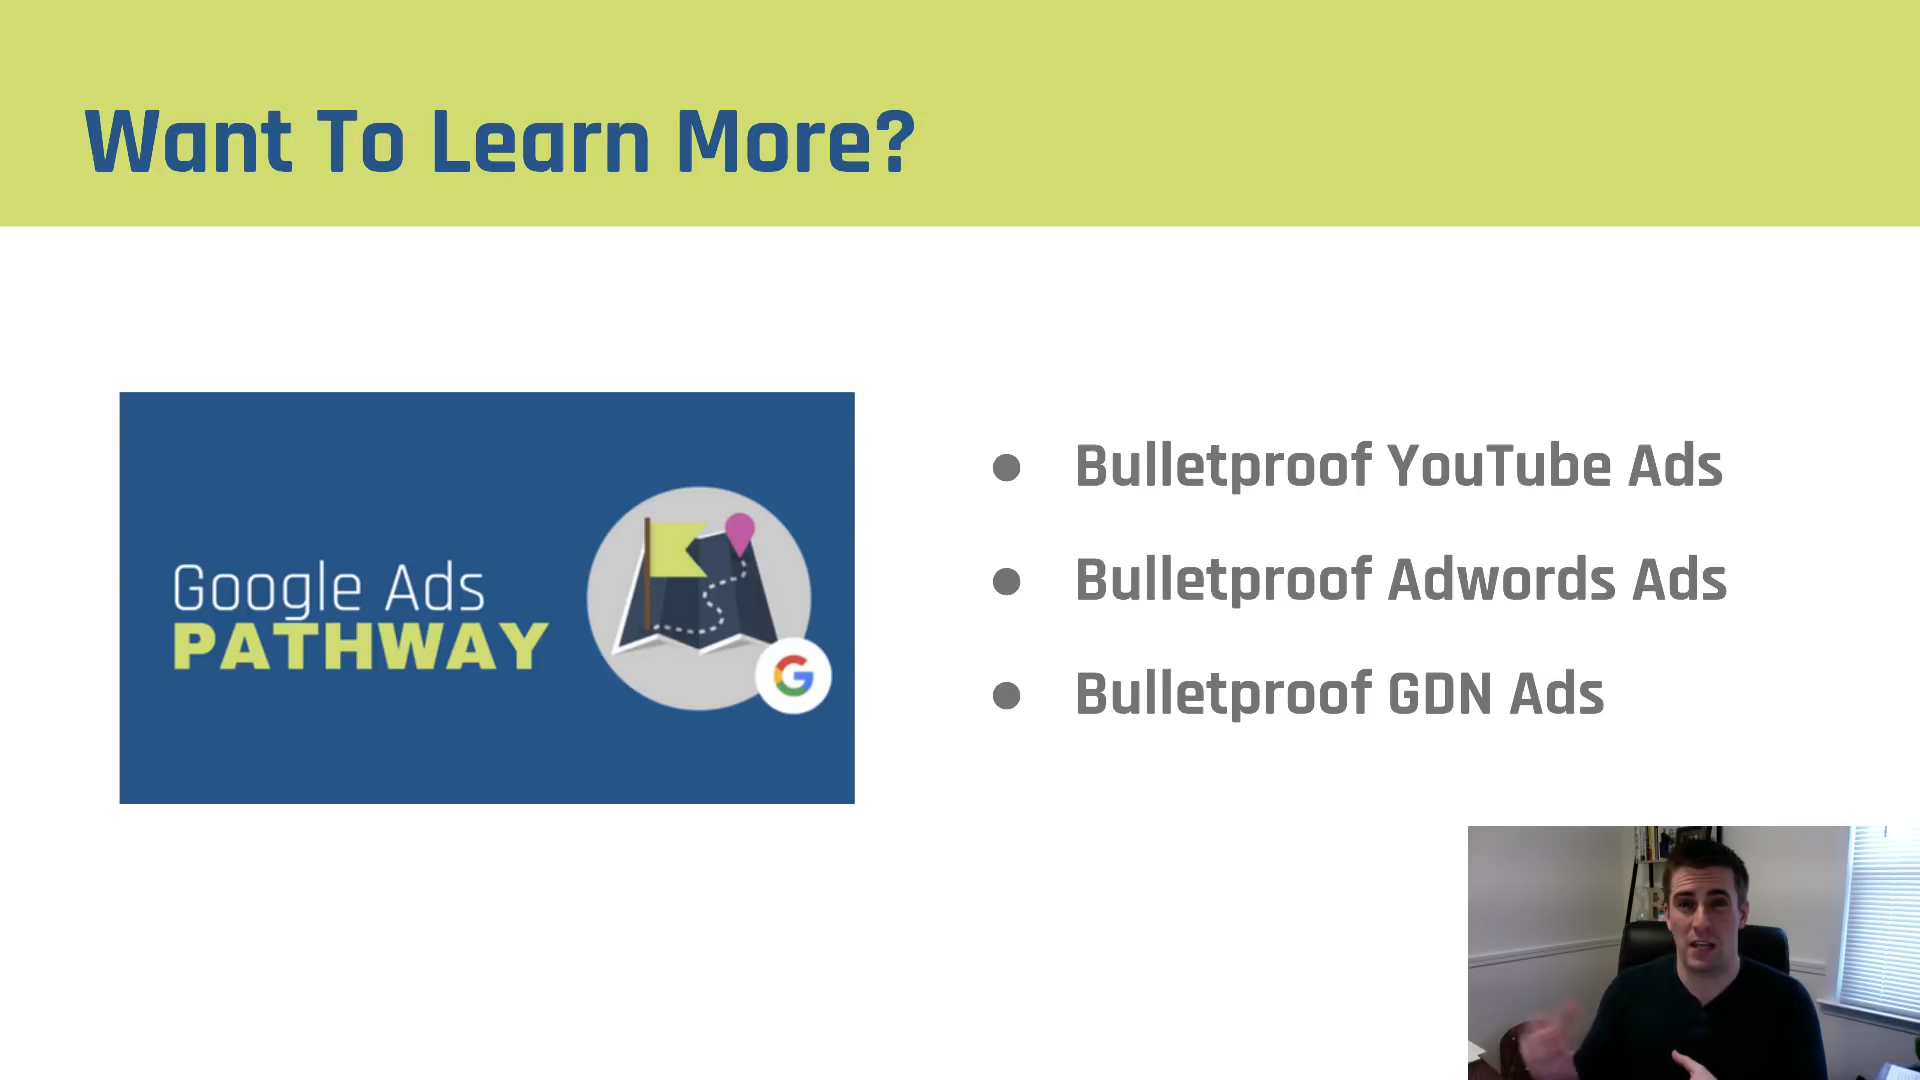 Want To Learn More?
Google Ads
PATHWAY
G
● Bulletproof YouTube Ads
● Bulletproof Adwords Ads
● Bulletproof GDN Ads